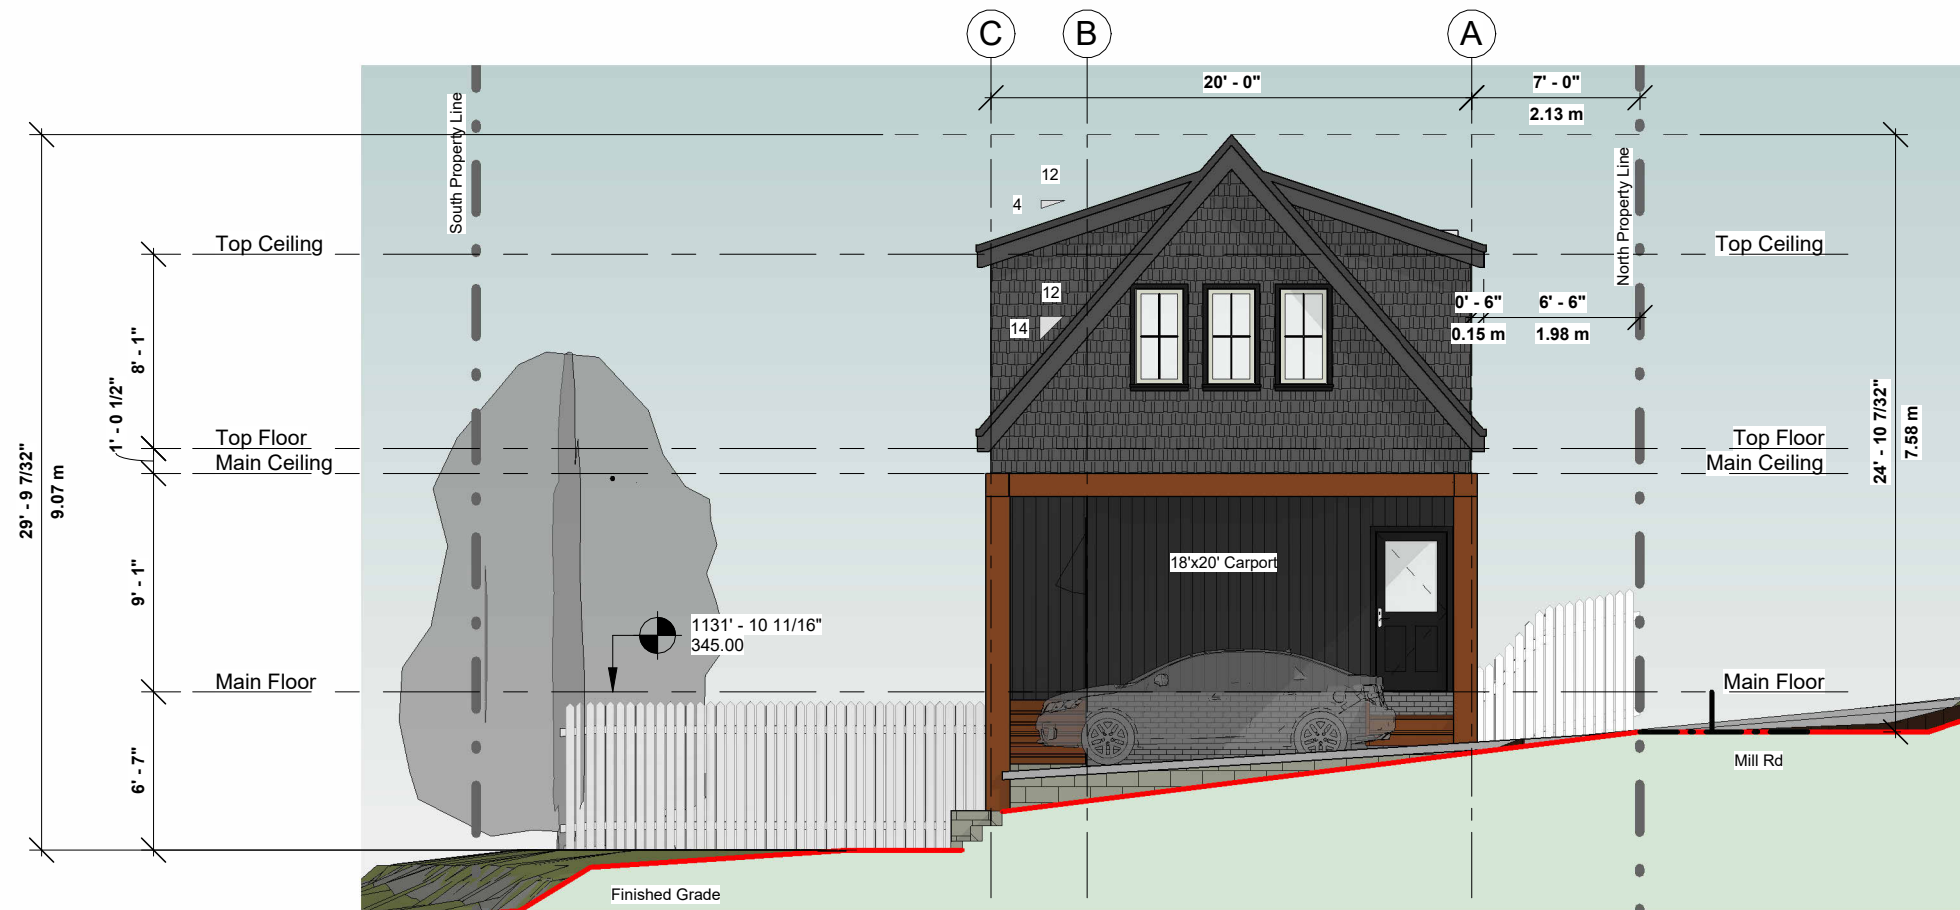 C
B
A
20' - 0"
7' - 0"
2.13 m
South Property Line
North Property Line
12
4
Top Ceiling
Top Ceiling
12
14
0' - 6"
6' - 6"
0.15 m
1.98 m
8' - 1"
1' - 0 1/2"
Top Floor
Top Floor
Main Ceiling
Main Ceiling
29' - 9 7/32"
9.07 m
24' - 10 7/32"
7.58 m
9' - 1"
18'x20' Carport
1131' - 10 11/16"
345.00
Main Floor
Main Floor
6' - 7"
Mill Rd
Finished Grade